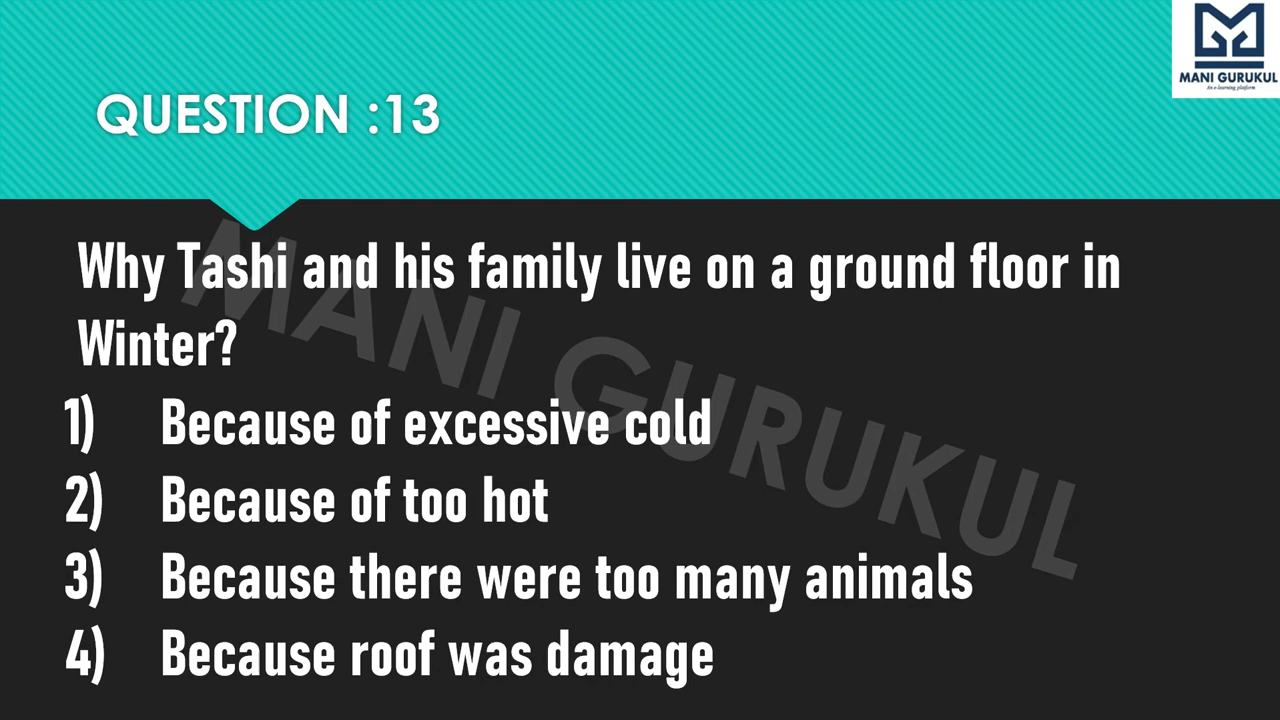 MANI GURUKUL
An e-learning platform
QUESTION :13
Why Tashi and his family live on a ground floor in
Winter?
1) Because of excessive cold
2) Because of too hot
3) Because there were too many animals
4) Because roof was damage
MANI GURUKUL